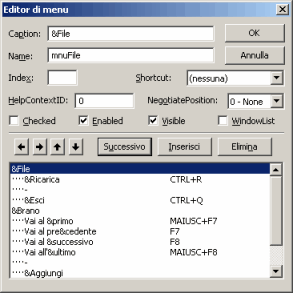 Editor di menu
Caption: &File OK
Name: mnuFile Annulla
Index: Shortcut: (nessuna)
HelpContextID: 0 NegotiatePosition: 0 - None
Checked Enabled Visible WindowList
Successivo Inserisci Elimina
&File
····&Ricarica CTRL+R
····-
····&Esci CTRL+Q
&Brano
····Vai al &primo MAIUSC+F7
····Vai al pre&cedente F7
····Vai al &successivo F8
····Vai all'&ultimo MAIUSC+F8
····-
····&Aggiungi